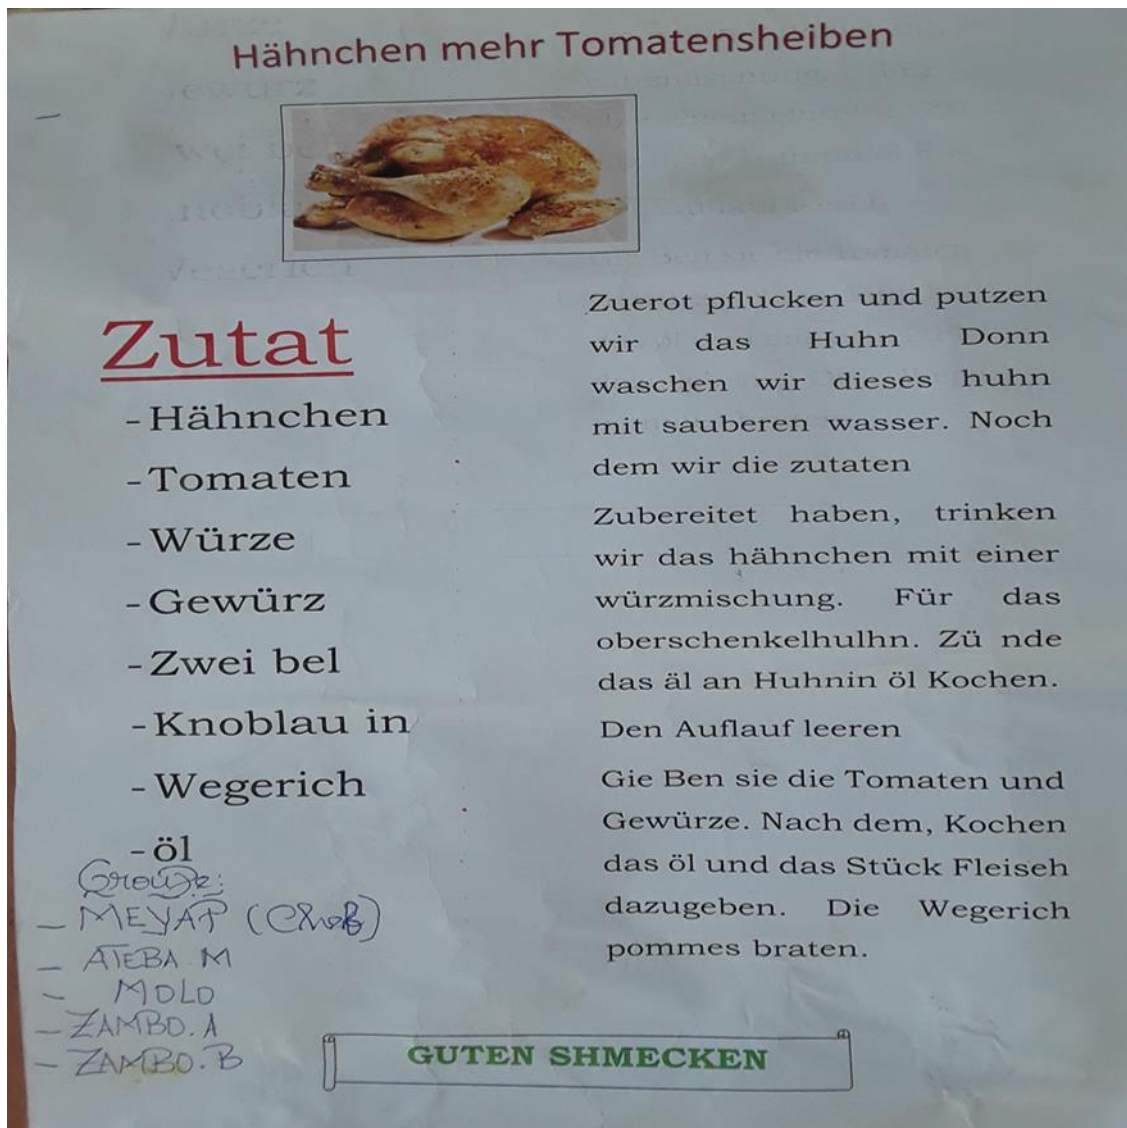 Hähnchen mehr Tomatensheiben
Zutat
- Hähnchen
- Tomaten
- Würze
- Gewürz
- Zwei bel
- Knoblau in
- Wegerich
- öl
Groupe:
- MEYAP (Chef)
- ATEBA M
- MOLO
- ZAMBO. A
- ZAMBO. B
Zuerot pflucken und putzen
wir das Huhn Donn
waschen wir dieses huhn
mit sauberen wasser. Noch
dem wir die zutaten
Zubereitet haben, trinken
wir das hähnchen mit einer
würzmischung. Für das
oberschenkelhulhn. Zü nde
das äl an Huhnin öl Kochen.
Den Auflauf leeren
Gie Ben sie die Tomaten und
Gewürze. Nach dem, Kochen
das öl und das Stück Fleiseh
dazugeben. Die Wegerich
pommes braten.
GUTEN SHMECKEN